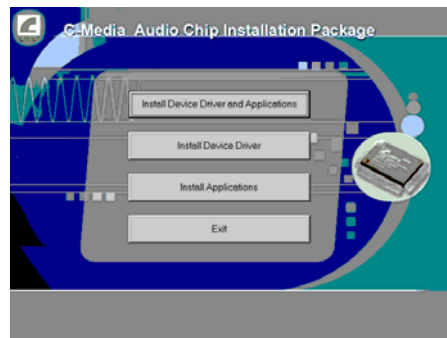 C-Media Audio Chip Installation Package
Install Device Driver and Applications
Install Device Driver
Install Applications
Exit